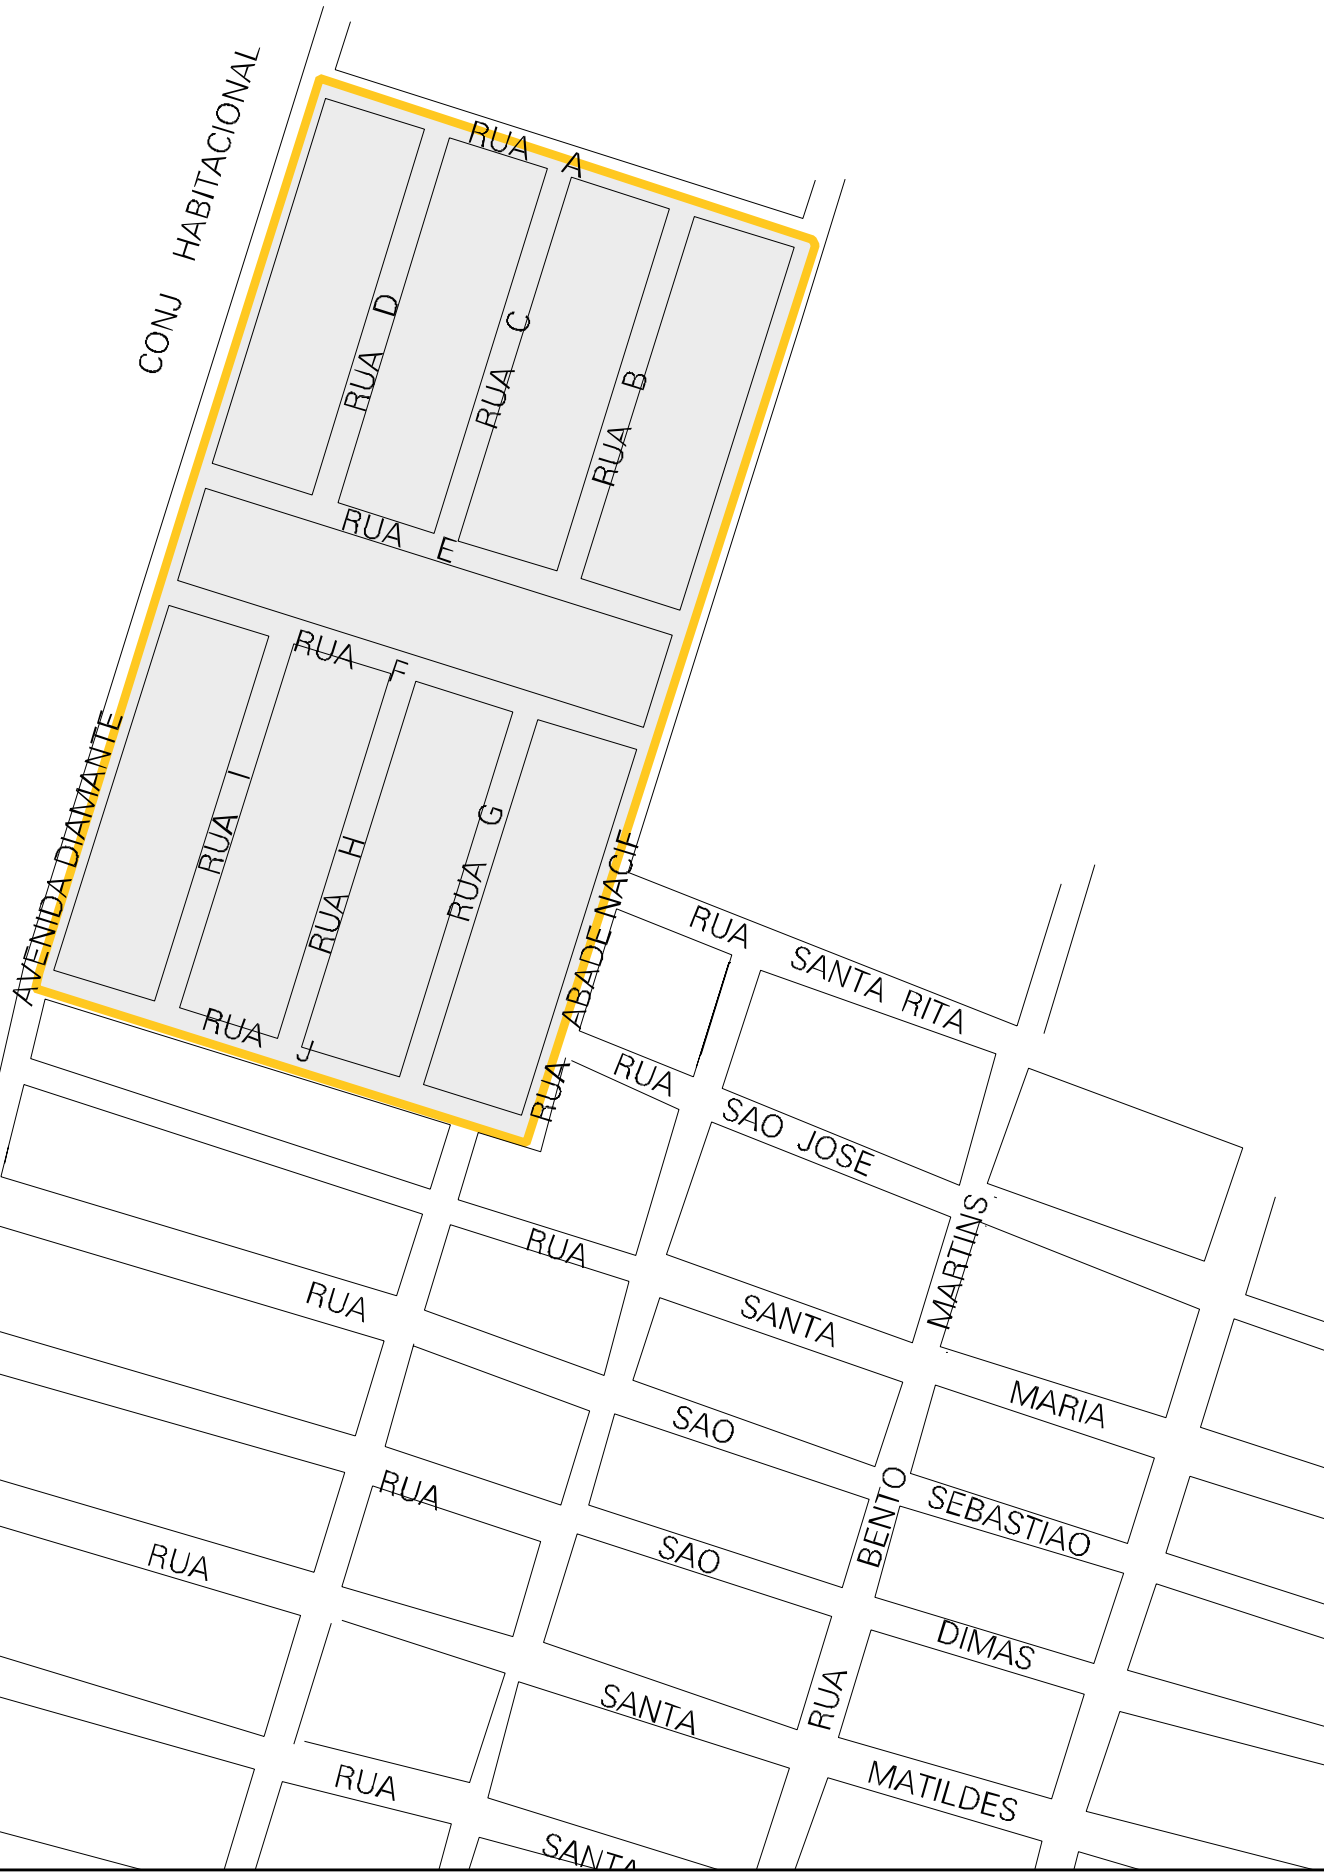 CONJ HABITACIONAL
RUA A
RUA D
RUA C
RUA B
RUA E
RUA F
RUA I
RUA H
RUA G
AVENIDA DIAMANTE
RUA ABADE NACIF
RUA J
RUA SANTA RITA
RUA SAO JOSE
RUA SANTA MARIA
RUA SAO SEBASTIAO
RUA BENTO MARTINS
RUA SAO DIMAS
RUA SANTA MATILDES
RUA SANTA